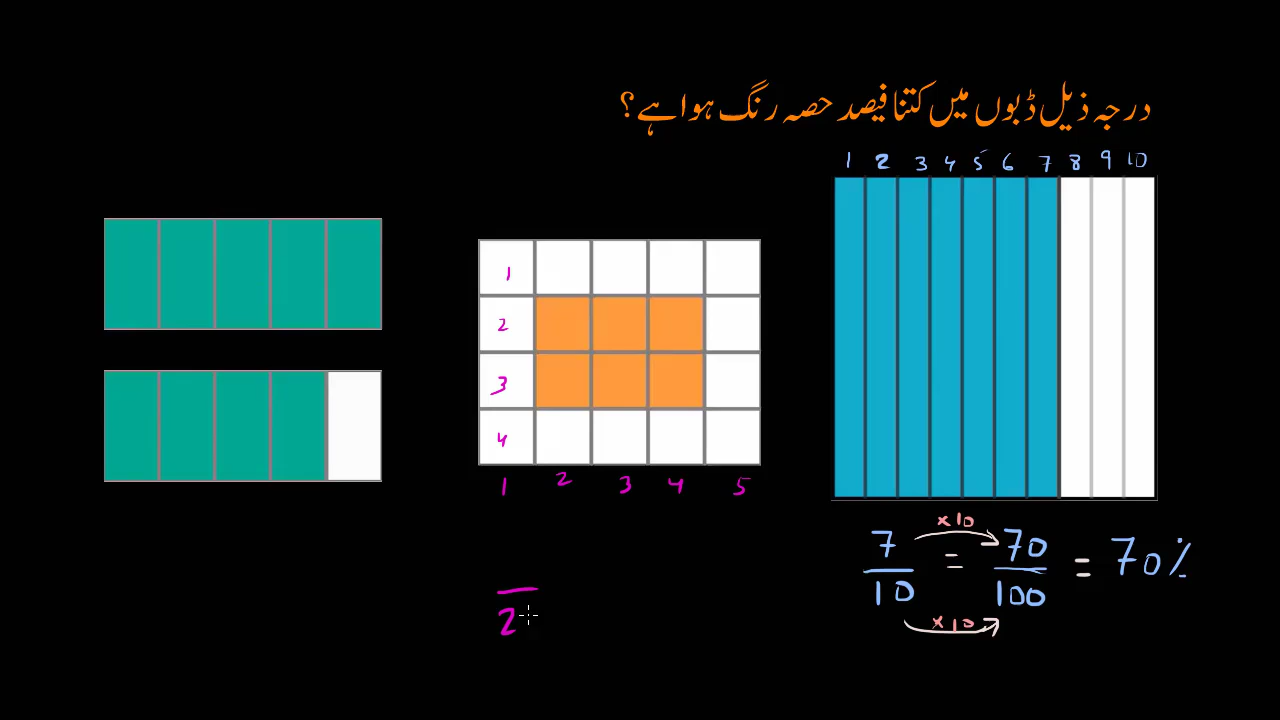 درجہ ذیل ڈبوں میں کتنا فیصد حصہ رنگ ہوا ہے؟
1 2 3 4 5 6 7 8 9 10
1
2
3
4
1 2 3 4 5
×10
7/10 = 70/100 = 70%
×10
2